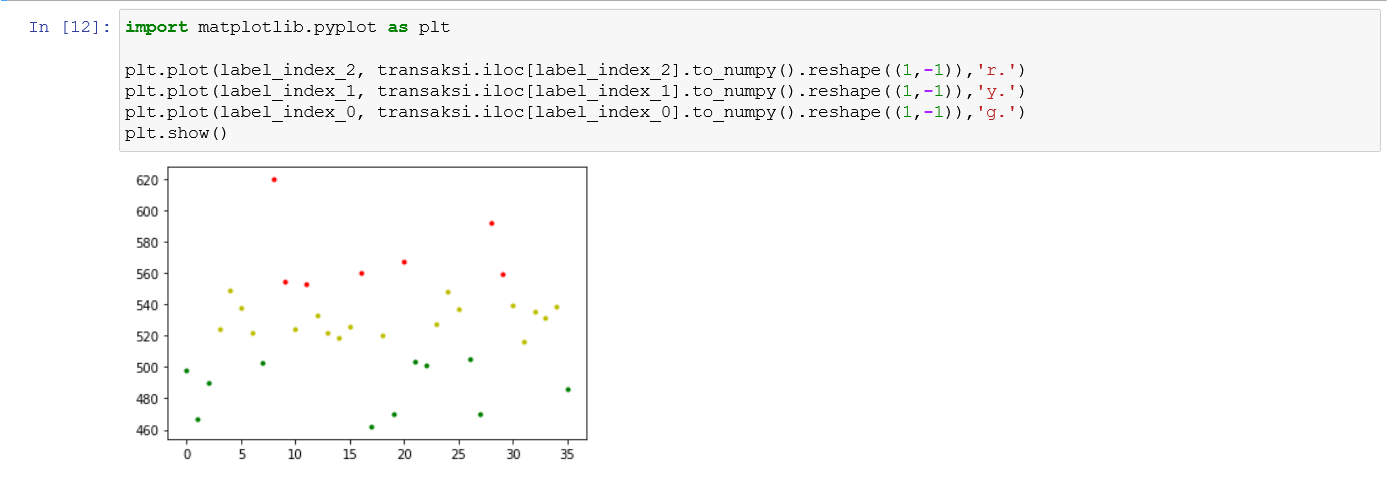 In [12]: import matplotlib.pyplot as plt
plt.plot(label_index_2, transaksi.iloc[label_index_2].to_numpy().reshape((1,-1)),'r.')
plt.plot(label_index_1, transaksi.iloc[label_index_1].to_numpy().reshape((1,-1)),'y.')
plt.plot(label_index_0, transaksi.iloc[label_index_0].to_numpy().reshape((1,-1)),'g.')
plt.show()
620
600
580
560
540
520
500
480
460
0 5 10 15 20 25 30 35